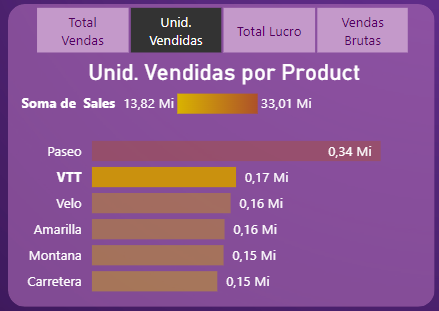 Total Vendas
Unid. Vendidas
Total Lucro
Vendas Brutas
Unid. Vendidas por Product
Soma de Sales 13,82 Mi 33,01 Mi
Paseo 0,34 Mi
VTT 0,17 Mi
Velo 0,16 Mi
Amarilla 0,16 Mi
Montana 0,15 Mi
Carretera 0,15 Mi